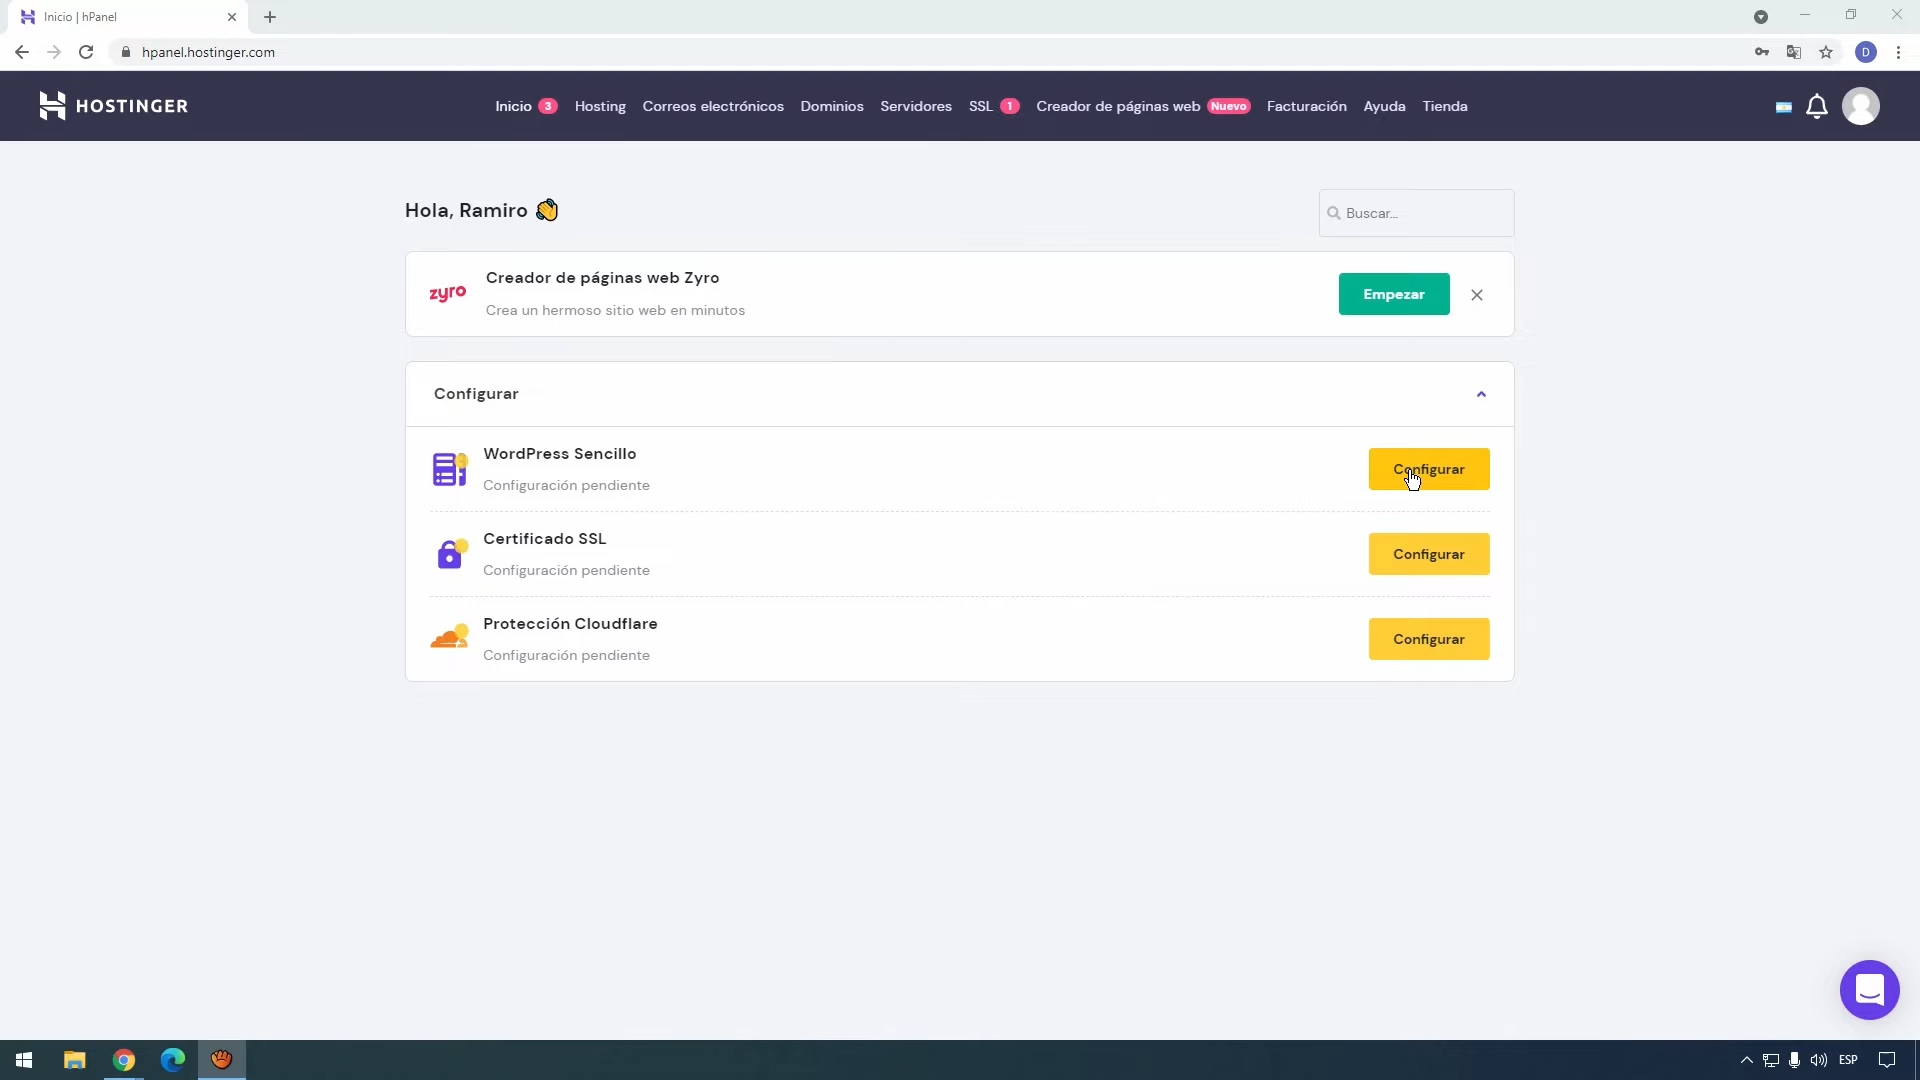 Inicio | hPanel
hpanel.hostinger.com
D
HOSTINGER
Inicio 3 Hosting Correos electrónicos Dominios Servidores SSL 1 Creador de páginas web Nuevo Facturación Ayuda Tienda
Hola, Ramiro
Buscar...
zyro
Creador de páginas web Zyro
Crea un hermoso sitio web en minutos
Empezar
Configurar
WordPress Sencillo
Configuración pendiente
Configurar
Certificado SSL
Configuración pendiente
Configurar
Protección Cloudflare
Configuración pendiente
Configurar
ESP